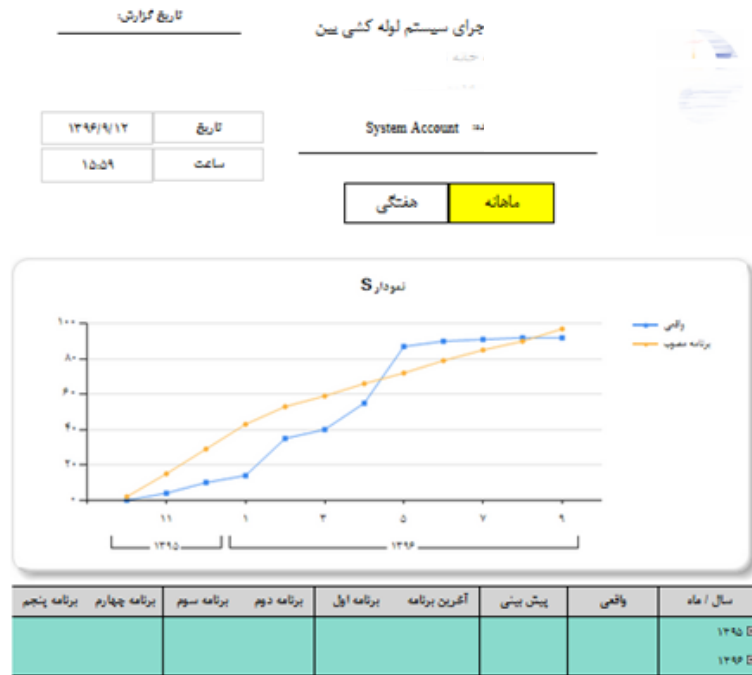 تاریخ گزارش:
جرای سیستم لوله کشی بین
تاریخ ۱۳۹۶/۹/۱۲
ساعت ۱۵:۵۹
System Account
ماهانه هفتگی
نمودار S
واقعی
برنامه مصوب
۱۰۰
۸۰
۶۰
۴۰
۲۰
۰
۱۱ ۱ ۳ ۵ ۷ ۹
۱۳۹۵ ۱۳۹۶
سال / ماه واقعی پیش بینی آخرین برنامه برنامه اول برنامه دوم برنامه سوم برنامه چهارم برنامه پنجم
۱۳۹۵
۱۳۹۶